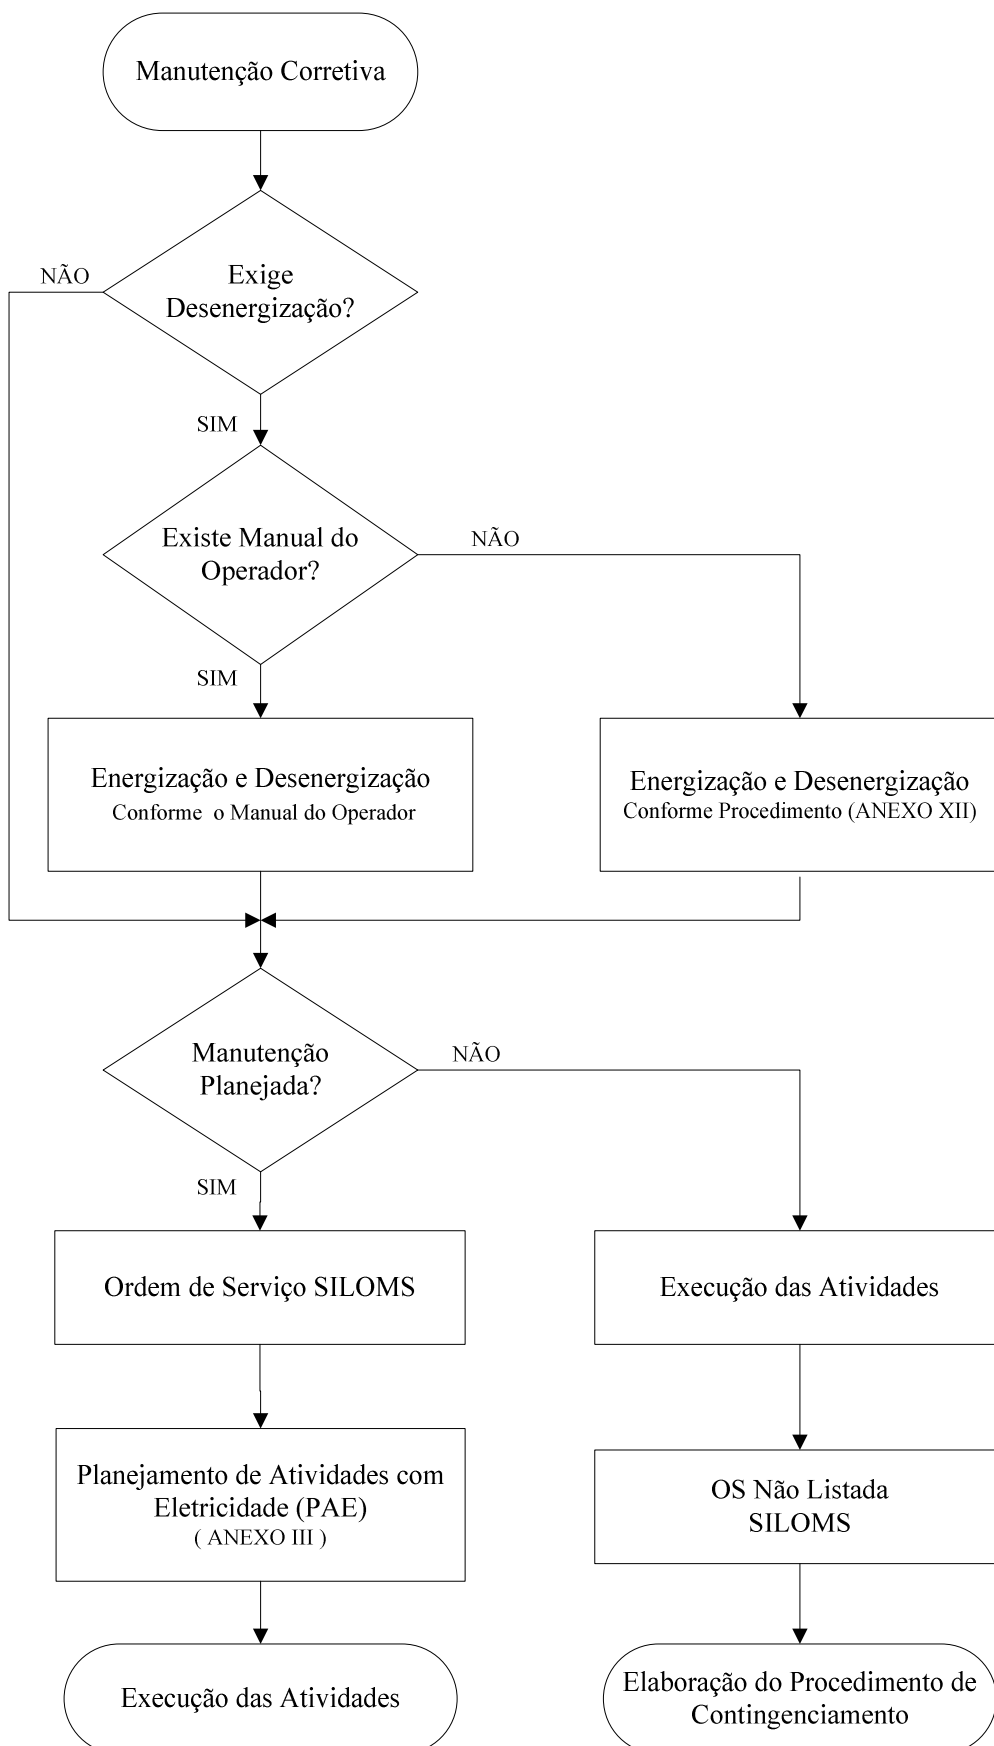 Manutenção Corretiva
NÃO
Exige
Desenergização?
SIM
Existe Manual do
Operador?
NÃO
SIM
Energização e Desenergização
Conforme o Manual do Operador
Energização e Desenergização
Conforme Procedimento (ANEXO XII)
Manutenção
Planejada?
NÃO
SIM
Ordem de Serviço SILOMS
Execução das Atividades
Planejamento de Atividades com
Eletricidade (PAE)
( ANEXO III )
OS Não Listada
SILOMS
Execução das Atividades
Elaboração do Procedimento de
Contingenciamento